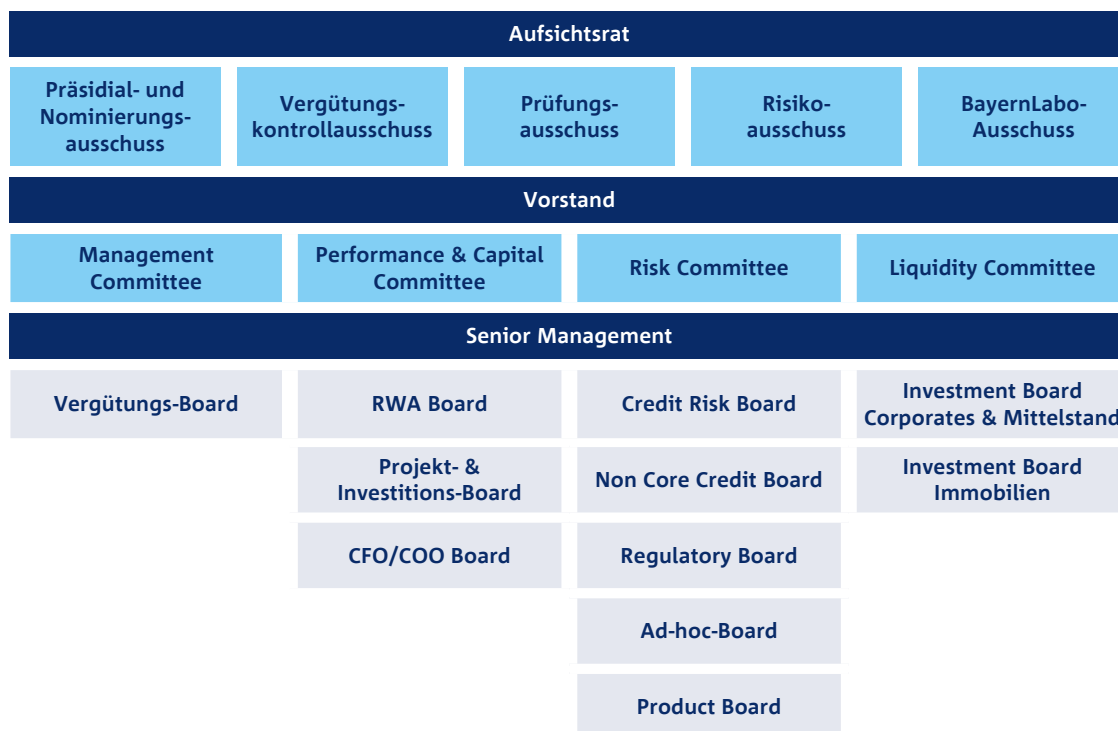 Aufsichtsrat
Präsidial- und
Nominierungs-
ausschuss
Vergütungs-
kontrollausschuss
Prüfungs-
ausschuss
Risiko-
ausschuss
BayernLabo-
Ausschuss
Vorstand
Management
Committee
Performance & Capital
Committee
Risk Committee
Liquidity Committee
Senior Management
Vergütungs-Board
RWA Board
Credit Risk Board
Investment Board
Corporates & Mittelstand
Projekt- &
Investitions-Board
Non Core Credit Board
Investment Board
Immobilien
CFO/COO Board
Regulatory Board
Ad-hoc-Board
Product Board